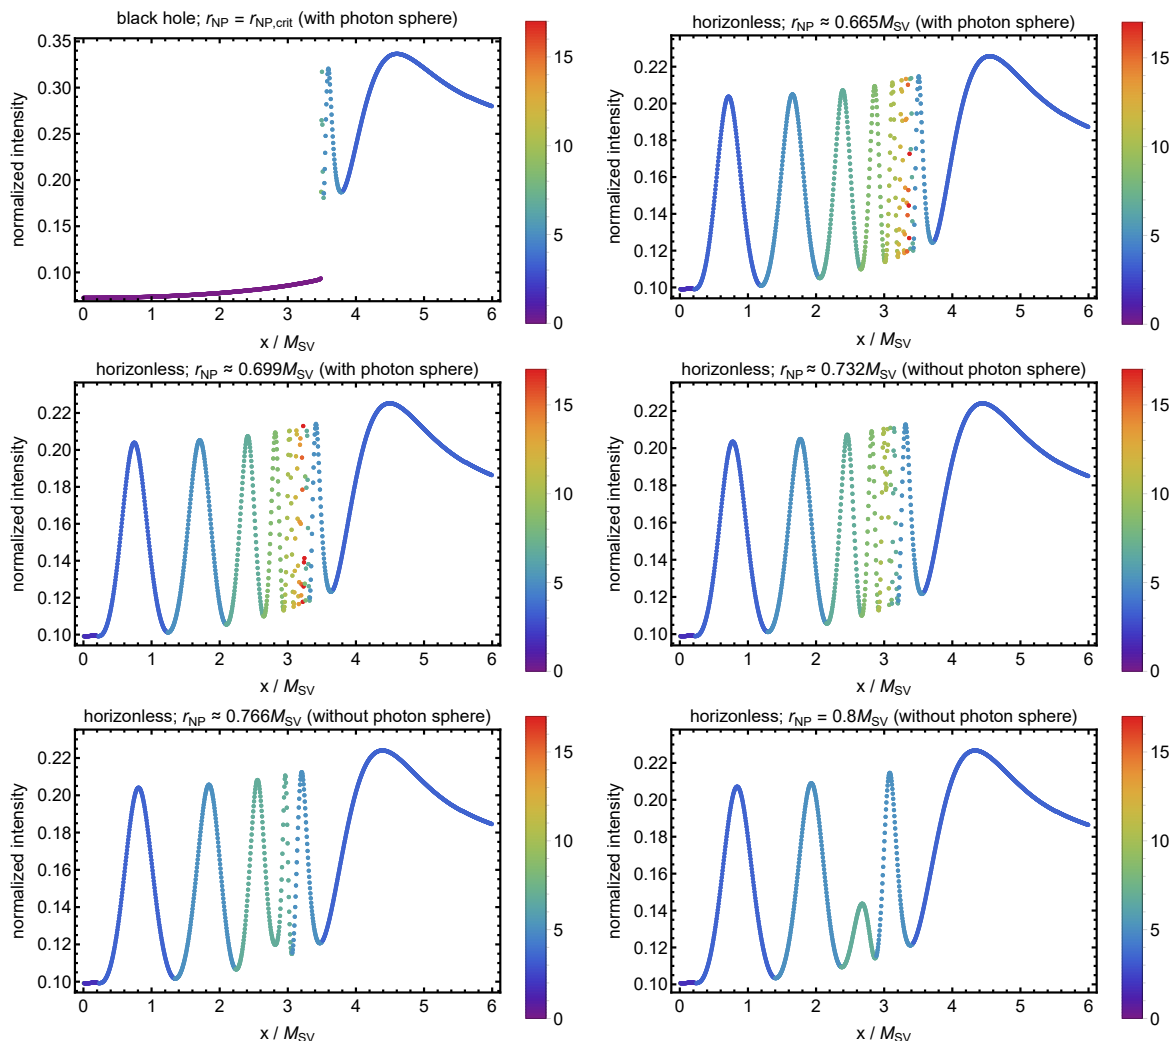 black hole; r_NP = r_NP,crit (with photon sphere)
normalized intensity
0.35
0.30
0.25
0.20
0.15
0.10
0 1 2 3 4 5 6
x / M_SV
15
10
5
0
horizonless; r_NP ≈ 0.665M_SV (with photon sphere)
normalized intensity
0.22
0.20
0.18
0.16
0.14
0.12
0.10
0 1 2 3 4 5 6
x / M_SV
15
10
5
0
horizonless; r_NP ≈ 0.699M_SV (with photon sphere)
normalized intensity
0.22
0.20
0.18
0.16
0.14
0.12
0.10
0 1 2 3 4 5 6
x / M_SV
15
10
5
0
horizonless; r_NP ≈ 0.732M_SV (without photon sphere)
normalized intensity
0.22
0.20
0.18
0.16
0.14
0.12
0.10
0 1 2 3 4 5 6
x / M_SV
15
10
5
0
horizonless; r_NP ≈ 0.766M_SV (without photon sphere)
normalized intensity
0.22
0.20
0.18
0.16
0.14
0.12
0.10
0 1 2 3 4 5 6
x / M_SV
15
10
5
0
horizonless; r_NP = 0.8M_SV (without photon sphere)
normalized intensity
0.22
0.20
0.18
0.16
0.14
0.12
0.10
0 1 2 3 4 5 6
x / M_SV
15
10
5
0